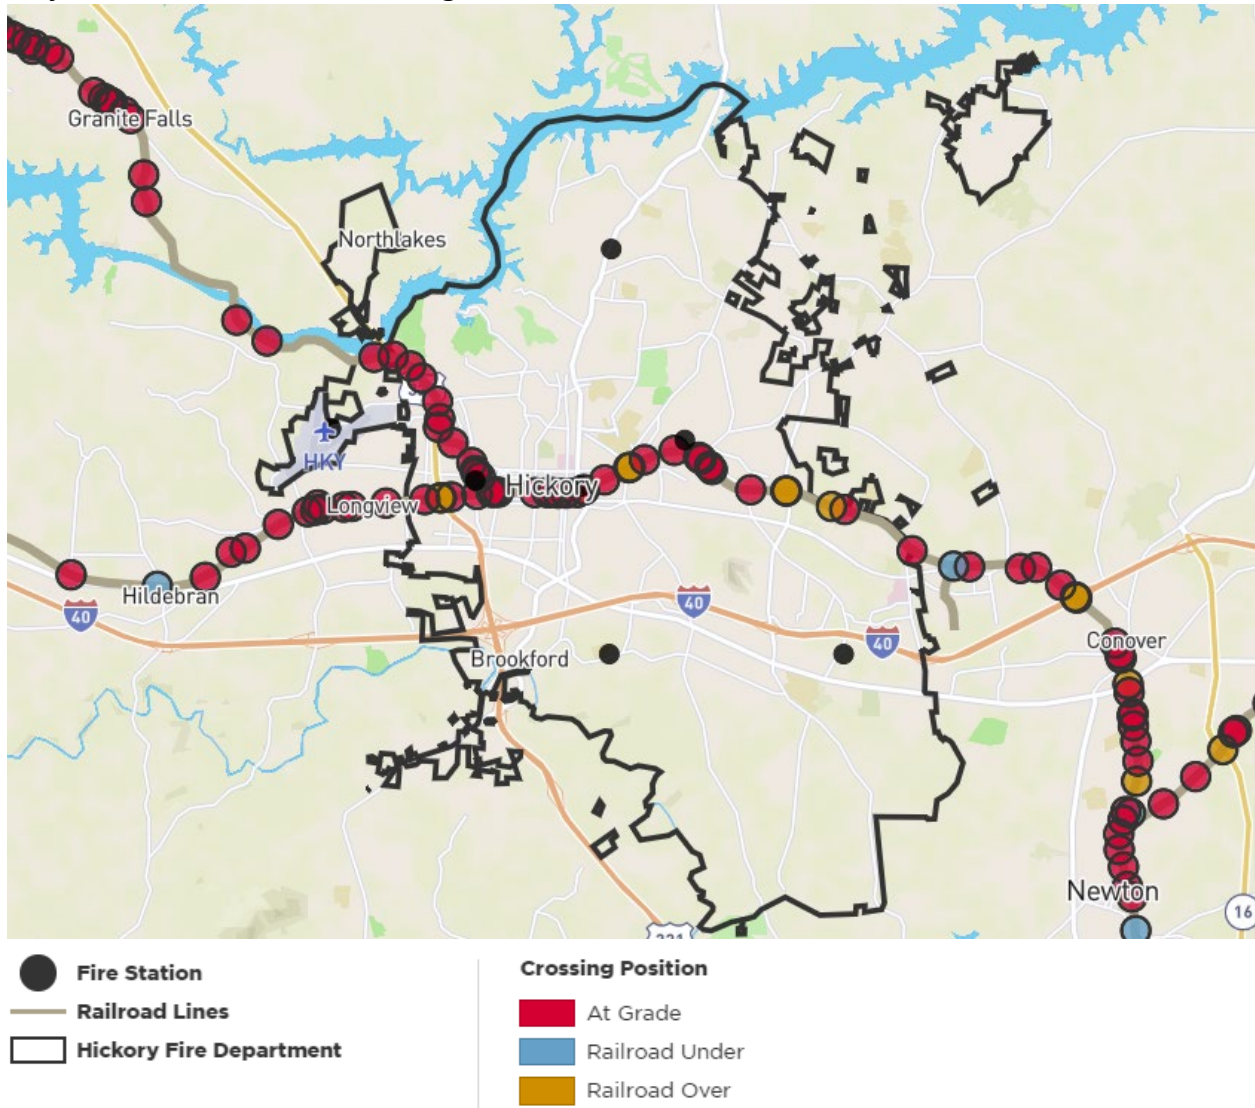 Granite Falls
Northlakes
HKY
Hickory
Longview
Hildebran
40
40
40
Brookford
Conover
Newton
16
321
Fire Station
Railroad Lines
Hickory Fire Department
Crossing Position
At Grade
Railroad Under
Railroad Over